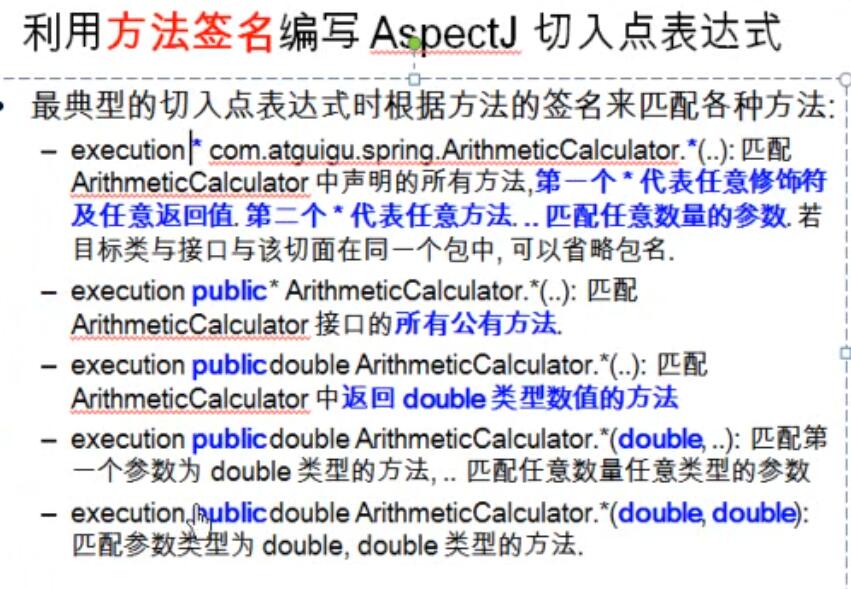 利用方法签名编写 AspectJ 切入点表达式
• 最典型的切入点表达式时根据方法的签名来匹配各种方法:
– execution * com.atguigu.spring.ArithmeticCalculator.*(..): 匹配
ArithmeticCalculator 中声明的所有方法,第一个 * 代表任意修饰符
及任意返回值. 第二个 * 代表任意方法. .. 匹配任意数量的参数. 若
目标类与接口与该切面在同一个包中, 可以省略包名.
– execution public * ArithmeticCalculator.*(..): 匹配
ArithmeticCalculator 接口的所有公有方法.
– execution public double ArithmeticCalculator.*(..): 匹配
ArithmeticCalculator 中返回 double 类型数值的方法
– execution public double ArithmeticCalculator.*(double, ..): 匹配第
一个参数为 double 类型的方法, .. 匹配任意数量任意类型的参数
– execution public double ArithmeticCalculator.*(double, double):
匹配参数类型为 double, double 类型的方法.